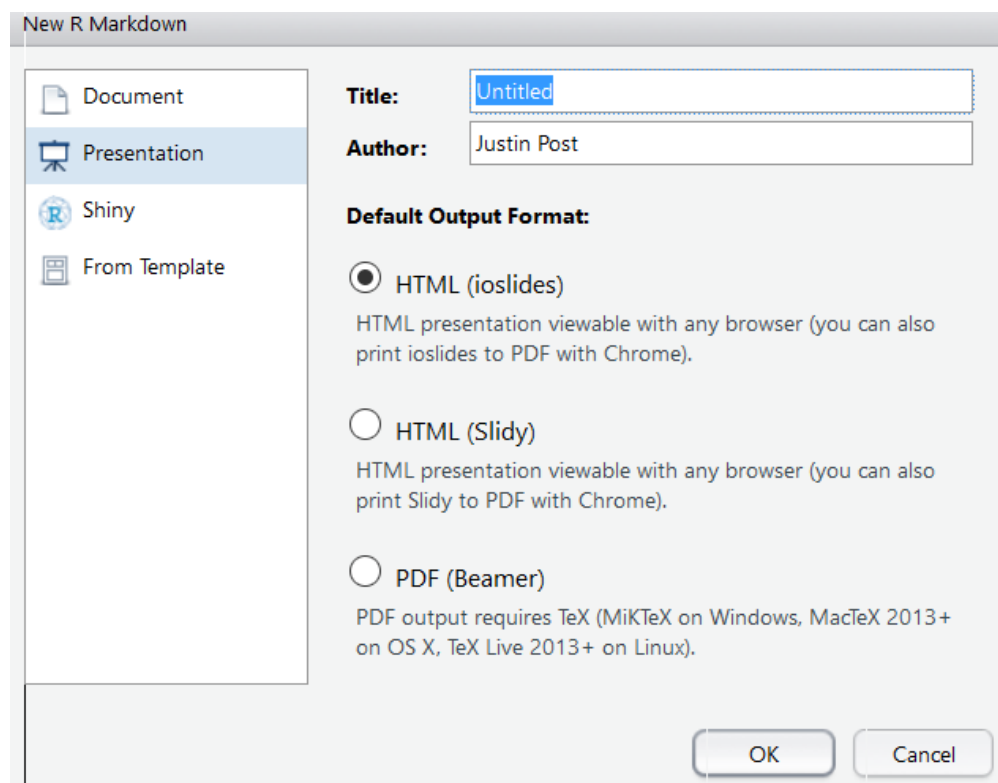 New R Markdown
Document
Presentation
Shiny
From Template
Title: Untitled
Author: Justin Post
Default Output Format:
HTML (ioslides)
HTML presentation viewable with any browser (you can also
print ioslides to PDF with Chrome).
HTML (Slidy)
HTML presentation viewable with any browser (you can also
print Slidy to PDF with Chrome).
PDF (Beamer)
PDF output requires TeX (MiKTeX on Windows, MacTeX 2013+
on OS X, TeX Live 2013+ on Linux).
OK Cancel